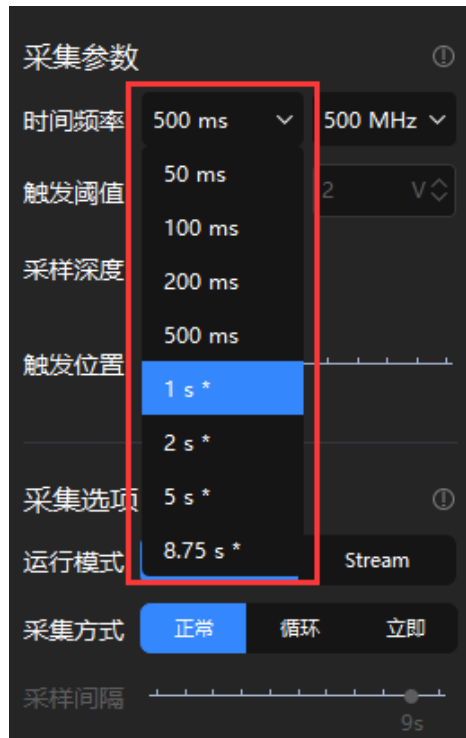 采集参数
时间频率 500 ms 500 MHz
50 ms
触发阈值 2 V
100 ms
采样深度 200 ms
500 ms
触发位置
1 s *
2 s *
采集选项 5 s *
运行模式 8.75 s * Stream
采集方式 正常 循环 立即
采样间隔
9s